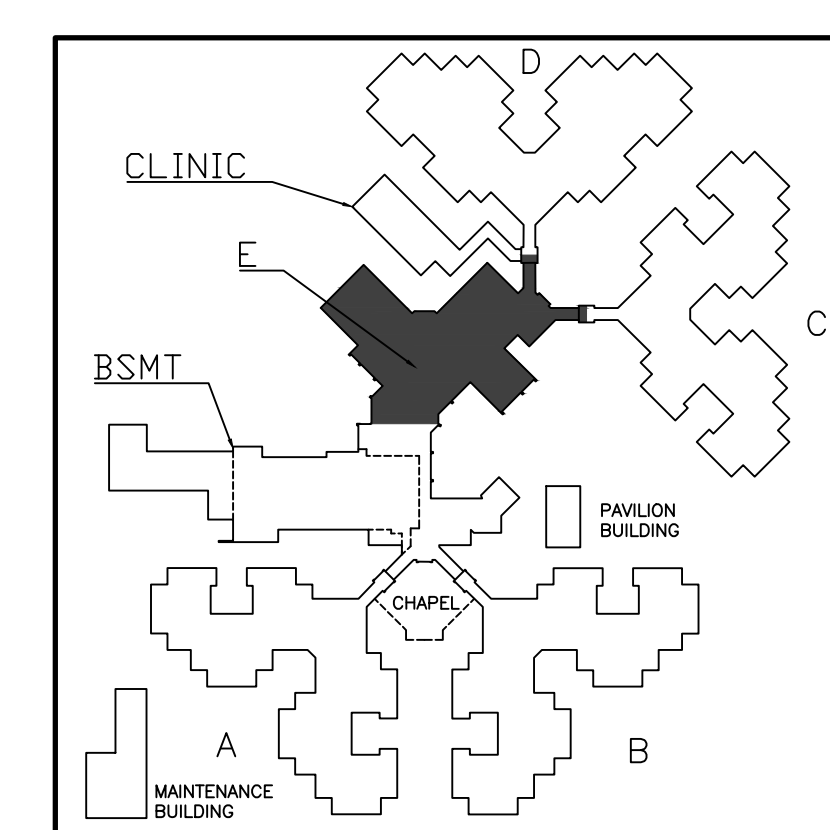 D
CLINIC
E
C
BSMT
PAVILION
BUILDING
CHAPEL
A
B
MAINTENANCE
BUILDING